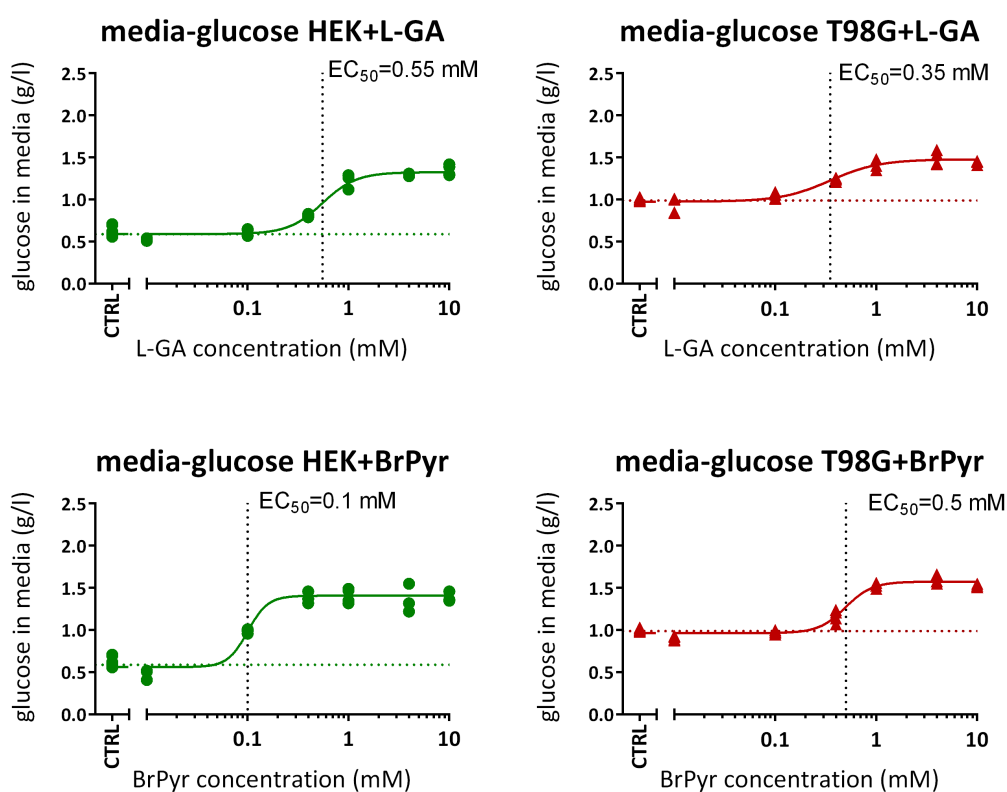 media-glucose HEK+L-GA
EC50=0.55 mM
glucose in media (g/l)
2.5
2.0
1.5
1.0
0.5
0.0
CTRL
0.1
1
10
L-GA concentration (mM)
media-glucose T98G+L-GA
EC50=0.35 mM
glucose in media (g/l)
2.5
2.0
1.5
1.0
0.5
0.0
CTRL
0.1
1
10
L-GA concentration (mM)
media-glucose HEK+BrPyr
EC50=0.1 mM
glucose in media (g/l)
2.5
2.0
1.5
1.0
0.5
0.0
CTRL
0.1
1
10
BrPyr concentration (mM)
media-glucose T98G+BrPyr
EC50=0.5 mM
glucose in media (g/l)
2.5
2.0
1.5
1.0
0.5
0.0
CTRL
0.1
1
10
BrPyr concentration (mM)